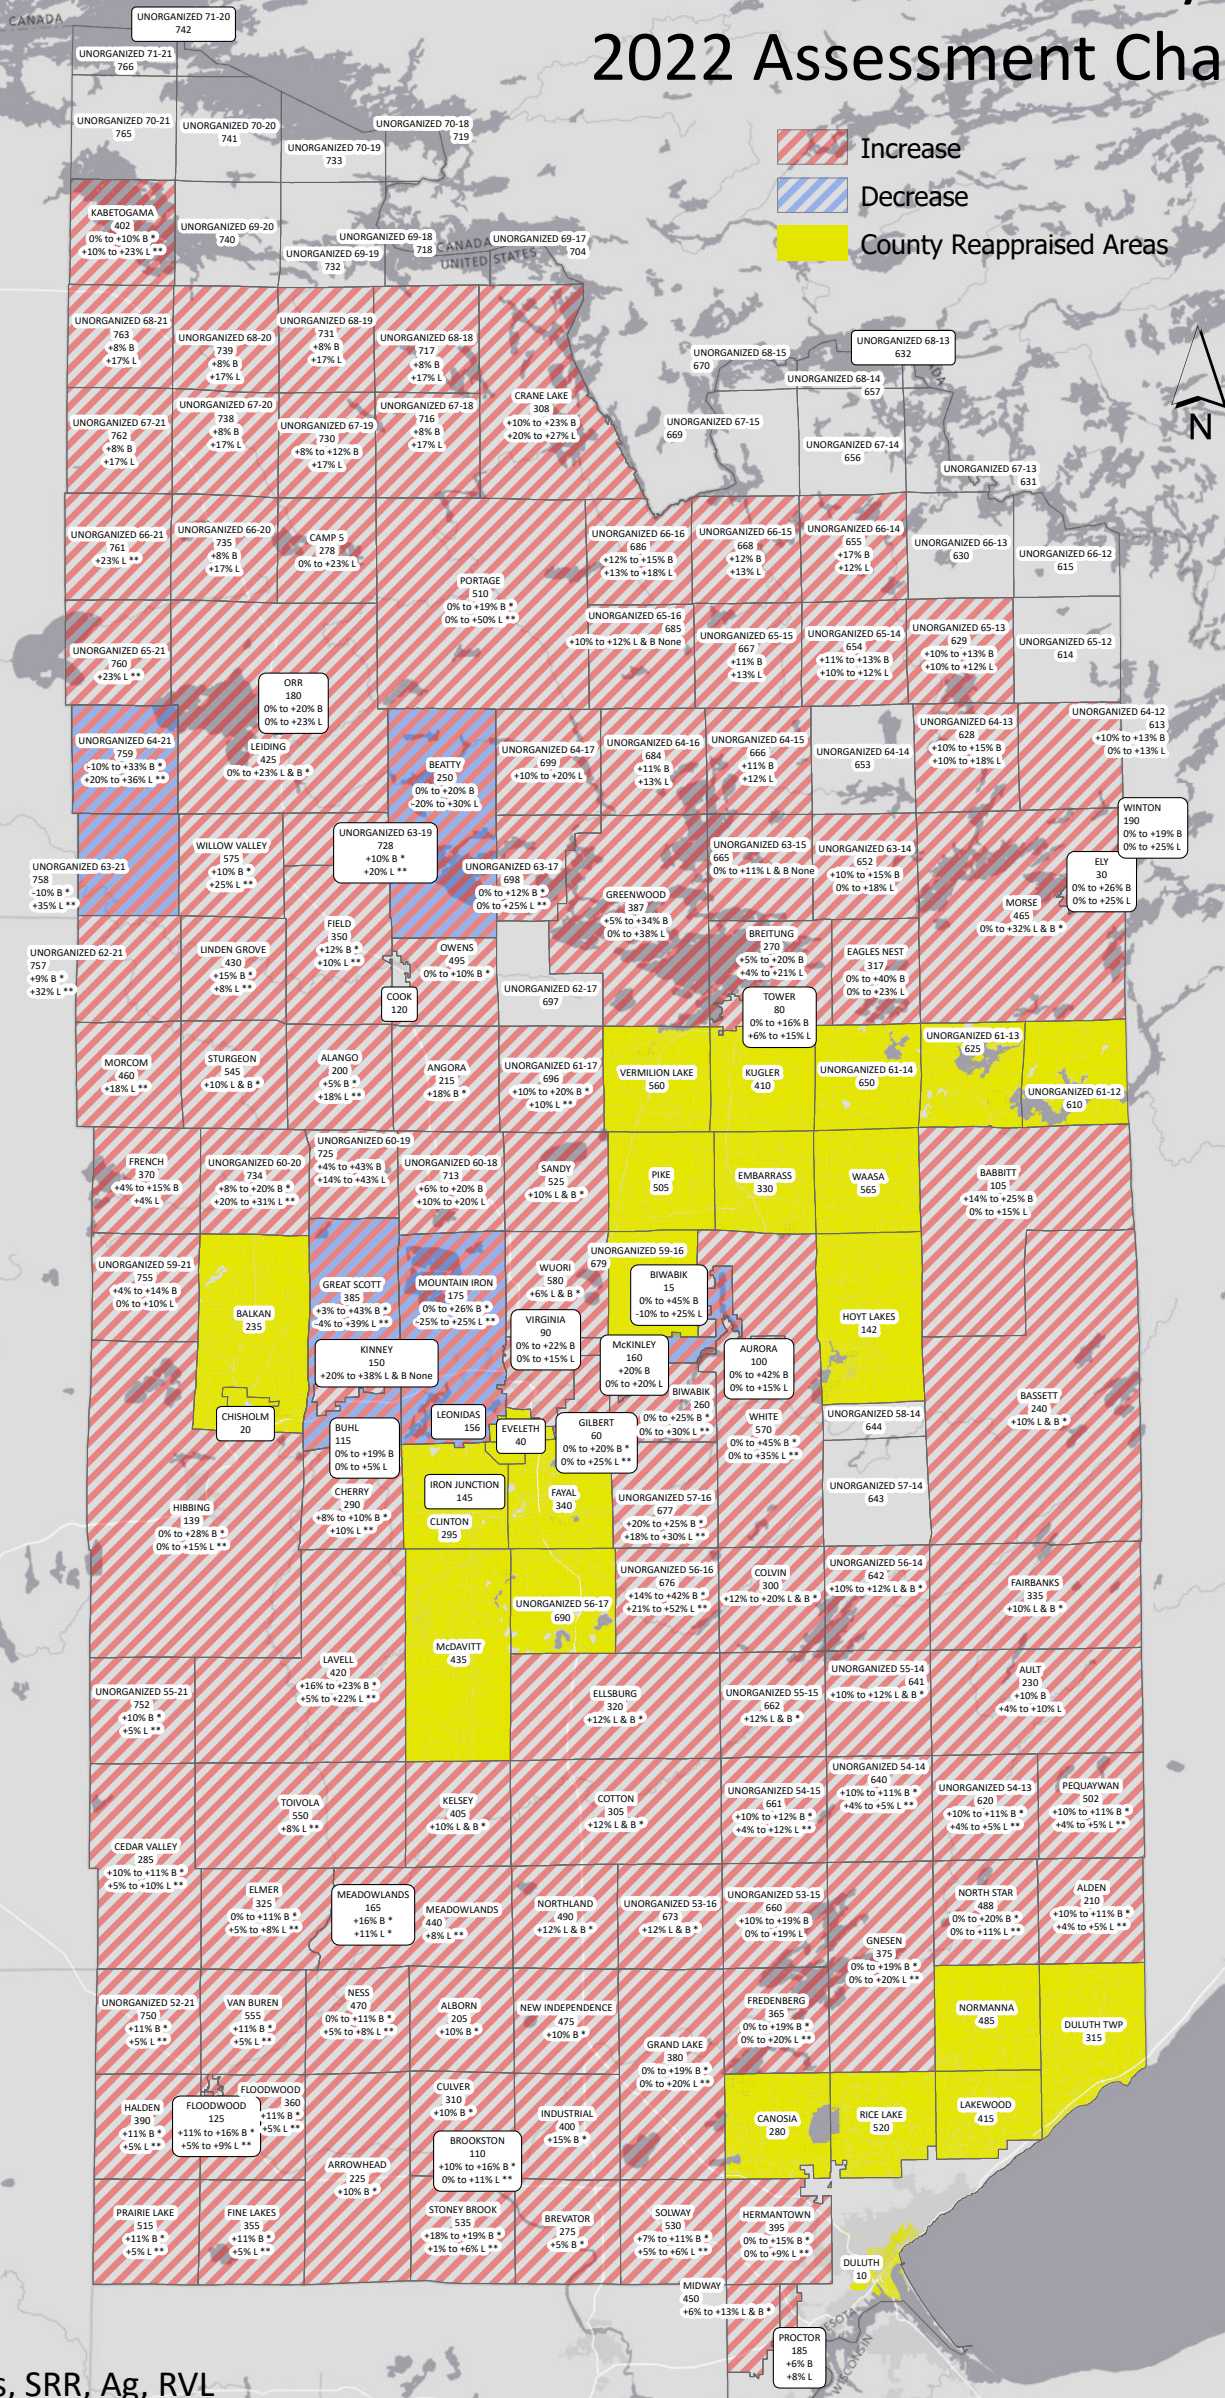 2022 Assessment Cha
Increase
Decrease
County Reappraised Areas
N
CANADA
UNORGANIZED 71-20
742
UNORGANIZED 71-21
766
UNORGANIZED 70-21
765
UNORGANIZED 70-20
741
UNORGANIZED 70-19
733
UNORGANIZED 70-18
719
KABETOGAMA
402
0% to +10% B *
+10% to +23% L **
UNORGANIZED 69-20
740
UNORGANIZED 69-19
732
UNORGANIZED 69-18
718
CANADA
UNITED STATES
UNORGANIZED 69-17
704
UNORGANIZED 68-21
763
+8% B
+17% L
UNORGANIZED 68-20
739
+8% B
+17% L
UNORGANIZED 68-19
731
+8% B
+17% L
UNORGANIZED 68-18
717
+8% B
+17% L
CRANE LAKE
308
+10% to +23% B
+20% to +27% L
UNORGANIZED 68-15
670
UNORGANIZED 68-13
632
UNORGANIZED 68-14
657
UNORGANIZED 67-21
762
+8% B
+17% L
UNORGANIZED 67-20
738
+8% B
+17% L
UNORGANIZED 67-19
730
+8% to +12% B
+17% L
UNORGANIZED 67-18
716
+8% B
+17% L
UNORGANIZED 67-15
669
UNORGANIZED 67-14
656
UNORGANIZED 67-13
631
UNORGANIZED 66-21
761
+23% L **
UNORGANIZED 66-20
735
+8% B
+17% L
CAMP 5
278
0% to +23% L
PORTAGE
510
0% to +19% B *
0% to +50% L **
UNORGANIZED 66-16
686
+12% to +15% B
+13% to +18% L
UNORGANIZED 66-15
668
+12% B
+13% L
UNORGANIZED 66-14
655
+17% B
+12% L
UNORGANIZED 66-13
630
UNORGANIZED 66-12
615
UNORGANIZED 65-21
760
+23% L **
UNORGANIZED 65-16
685
+10% to +12% L & B None
UNORGANIZED 65-15
667
+11% B
+13% L
UNORGANIZED 65-14
654
+11% to +13% B
+10% to +12% L
UNORGANIZED 65-13
629
+10% to +13% B
+10% to +12% L
UNORGANIZED 65-12
614
ORR
180
0% to +20% B
0% to +23% L
UNORGANIZED 64-21
759
-10% to +33% B *
+20% to +36% L **
LEIDING
425
0% to +23% L & B *
BEATTY
250
0% to +20% B
-20% to +30% L
UNORGANIZED 64-17
699
+10% to +20% L
UNORGANIZED 64-16
684
+11% B
+13% L
UNORGANIZED 64-15
666
+11% B
+12% L
UNORGANIZED 64-14
653
UNORGANIZED 64-13
628
+10% to +15% B
+10% to +18% L
UNORGANIZED 64-12
613
+10% to +13% B
0% to +13% L
WINTON
190
0% to +19% B
0% to +25% L
UNORGANIZED 63-21
758
-10% B *
+35% L **
WILLOW VALLEY
575
+10% B *
+25% L **
UNORGANIZED 63-19
728
+10% B *
+20% L **
UNORGANIZED 63-17
698
0% to +12% B *
0% to +25% L **
GREENWOOD
387
+5% to +34% B
0% to +38% L
UNORGANIZED 63-15
665
0% to +11% L & B None
UNORGANIZED 63-14
652
+10% to +15% B
0% to +18% L
ELY
30
0% to +26% B
0% to +25% L
MORSE
465
0% to +32% L & B *
UNORGANIZED 62-21
757
+9% B *
+32% L **
LINDEN GROVE
430
+15% B *
+8% L **
FIELD
350
+12% B *
+10% L **
COOK
120
OWENS
495
0% to +10% B *
UNORGANIZED 62-17
697
BREITUNG
270
+5% to +20% B
+4% to +21% L
EAGLES NEST
317
0% to +40% B
0% to +23% L
TOWER
80
0% to +16% B
+6% to +15% L
MORCOM
460
+18% L **
STURGEON
545
+10% L & B *
ALANGO
200
+5% B *
+18% L **
ANGORA
215
+18% B *
UNORGANIZED 61-17
696
+10% to +20% B *
+10% L **
VERMILION LAKE
560
KUGLER
410
UNORGANIZED 61-14
650
UNORGANIZED 61-13
625
UNORGANIZED 61-12
610
FRENCH
370
+4% to +15% B
+4% L
UNORGANIZED 60-20
734
+8% to +20% B *
+20% to +31% L **
UNORGANIZED 60-19
725
+4% to +43% B
+14% to +43% L
UNORGANIZED 60-18
713
+6% to +20% B
+10% to +20% L
SANDY
525
+10% L & B *
PIKE
505
EMBARRASS
330
WAASA
565
BABBITT
105
+14% to +25% B
0% to +15% L
UNORGANIZED 59-21
755
+4% to +14% B
0% to +10% L
BALKAN
235
GREAT SCOTT
385
+3% to +43% B *
-4% to +39% L **
MOUNTAIN IRON
175
0% to +26% B *
-25% to +25% L **
WUORI
580
+6% L & B *
UNORGANIZED 59-16
679
BIWABIK
15
0% to +45% B
-10% to +25% L
HOYT LAKES
142
KINNEY
150
+20% to +38% L & B None
VIRGINIA
90
0% to +22% B
0% to +15% L
McKINLEY
160
+20% B
0% to +20% L
AURORA
100
0% to +42% B
0% to +15% L
BIWABIK
260
0% to +25% B *
0% to +30% L **
BASSETT
240
+10% L & B *
CHISHOLM
20
BUHL
115
0% to +19% B
0% to +5% L
LEONIDAS
156
EVELETH
40
GILBERT
60
0% to +20% B *
0% to +25% L **
WHITE
570
0% to +45% B *
0% to +35% L **
UNORGANIZED 58-14
644
HIBBING
139
0% to +28% B *
0% to +15% L **
CHERRY
290
+8% to +10% B *
+10% L **
IRON JUNCTION
145
CLINTON
295
FAYAL
340
UNORGANIZED 57-16
677
+20% to +25% B *
+18% to +30% L **
UNORGANIZED 57-14
643
UNORGANIZED 56-17
690
UNORGANIZED 56-16
676
+14% to +42% B *
+21% to +52% L **
COLVIN
300
+12% to +20% L & B *
UNORGANIZED 56-14
642
+10% to +12% L & B *
FAIRBANKS
335
+10% L & B *
McDAVITT
435
UNORGANIZED 55-21
752
+10% B *
+5% L **
LAVELL
420
+16% to +23% B *
+5% to +22% L **
ELLSBURG
320
+12% L & B *
UNORGANIZED 55-15
662
+12% L & B *
UNORGANIZED 55-14
641
+10% to +12% L & B *
AULT
230
+10% B
+4% to +10% L
TOIVOLA
550
+8% L **
KELSEY
405
+10% L & B *
COTTON
305
+12% L & B *
UNORGANIZED 54-15
661
+10% to +12% B *
+4% to +12% L **
UNORGANIZED 54-14
640
+10% to +11% B *
+4% to +5% L **
UNORGANIZED 54-13
620
+10% to +11% B *
+4% to +5% L **
PEQUAYWAN
502
+10% to +11% B *
+4% to +5% L **
CEDAR VALLEY
285
+10% to +11% B *
+5% to +10% L **
ELMER
325
0% to +11% B *
+5% to +8% L **
MEADOWLANDS
165
+16% B *
+11% L *
MEADOWLANDS
440
+8% L **
NORTHLAND
490
+12% L & B *
UNORGANIZED 53-16
673
+12% L & B *
UNORGANIZED 53-15
660
+10% to +19% B
0% to +19% L
GNESEN
375
0% to +19% B *
0% to +20% L **
NORTH STAR
488
0% to +20% B *
0% to +11% L **
ALDEN
210
+10% to +11% B *
+4% to +5% L **
UNORGANIZED 52-21
750
+11% B *
+5% L **
VAN BUREN
555
+11% B *
+5% L **
NESS
470
0% to +11% B *
+5% to +8% L **
ALBORN
205
+10% B *
NEW INDEPENDENCE
475
+10% B *
GRAND LAKE
380
0% to +19% B *
0% to +20% L **
FREDENBERG
365
0% to +19% B *
0% to +20% L **
NORMANNA
485
DULUTH TWP
315
HALDEN
390
+11% B *
+5% L **
FLOODWOOD
125
+11% to +16% B *
+5% to +9% L **
FLOODWOOD
360
+11% B *
+5% L **
CULVER
310
+10% B *
INDUSTRIAL
400
+15% B *
CANOSIA
280
RICE LAKE
520
LAKEWOOD
415
ARROWHEAD
225
+10% B *
BROOKSTON
110
+10% to +16% B *
0% to +11% L **
PRAIRIE LAKE
515
+11% B *
+5% L **
FINE LAKES
355
+11% B *
+5% L **
STONEY BROOK
535
+18% to +19% B *
+1% to +6% L **
BREVATOR
275
+5% B *
SOLWAY
530
+7% to +11% B *
+5% to +6% L **
HERMANTOWN
395
0% to +15% B *
0% to +9% L **
DULUTH
10
MIDWAY
450
+6% to +13% L & B *
PROCTOR
185
+6% B
+8% L
WISCONSIN
s, SRR, Ag, RVL